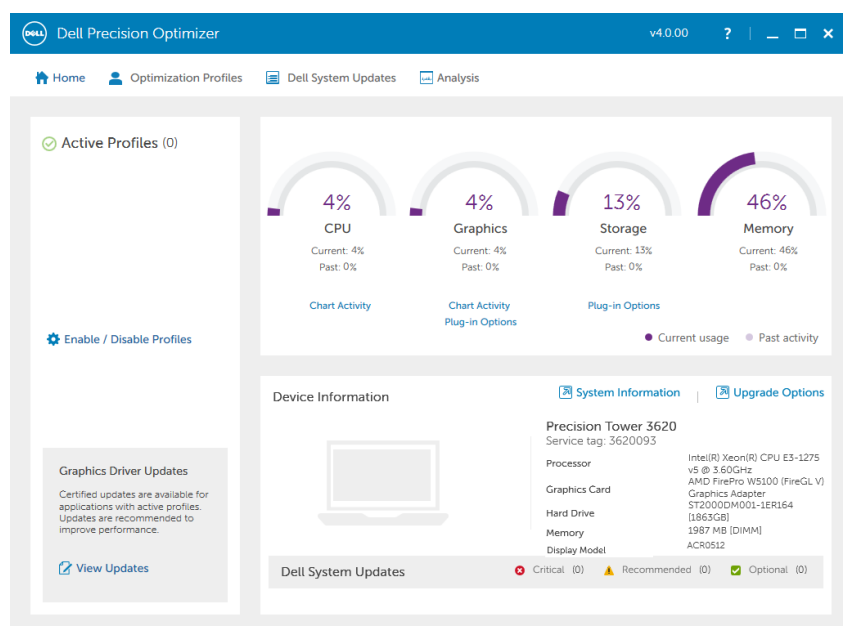 DELL Dell Precision Optimizer v4.0.00 ?
Home Optimization Profiles Dell System Updates Analysis
Active Profiles (0)
Enable / Disable Profiles
Graphics Driver Updates
Certified updates are available for
applications with active profiles.
Updates are recommended to
improve performance.
View Updates
4% 4% 13% 46%
CPU Graphics Storage Memory
Current: 4% Current: 4% Current: 13% Current: 46%
Past: 0% Past: 0% Past: 0% Past: 0%
Chart Activity Chart Activity Plug-in Options
Plug-in Options
Current usage Past activity
Device Information System Information Upgrade Options
Precision Tower 3620
Service tag: 3620093
Processor Intel(R) Xeon(R) CPU E3-1275
v5 @ 3.60GHz
Graphics Card AMD FirePro W5100 (FireGL V)
Graphics Adapter
Hard Drive ST2000DM001-1ER164
[1863GB]
Memory 1987 MB [DIMM]
Display Model ACR0512
Dell System Updates Critical (0) Recommended (0) Optional (0)